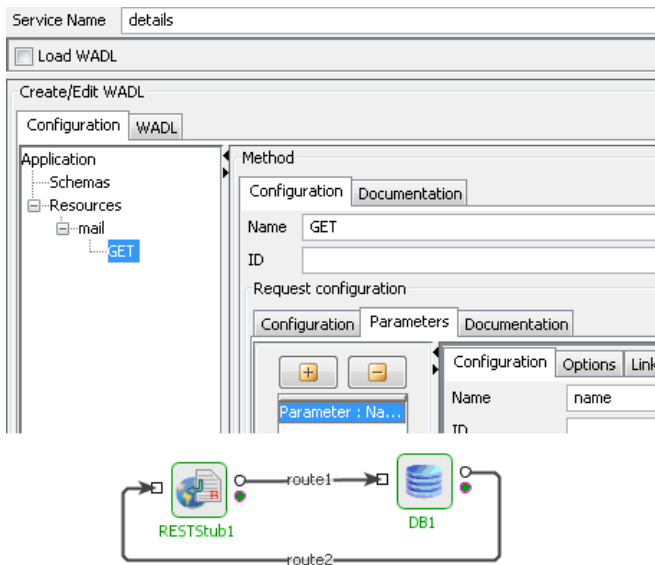 Service Name details
Load WADL
Create/Edit WADL
Configuration WADL
Application
Schemas
Resources
mail
GET
Method
Configuration Documentation
Name GET
ID
Request configuration
Configuration Parameters Documentation
Configuration Options Link
Parameter : Na...
Name name
ID
route1
RESTStub1
DB1
route2